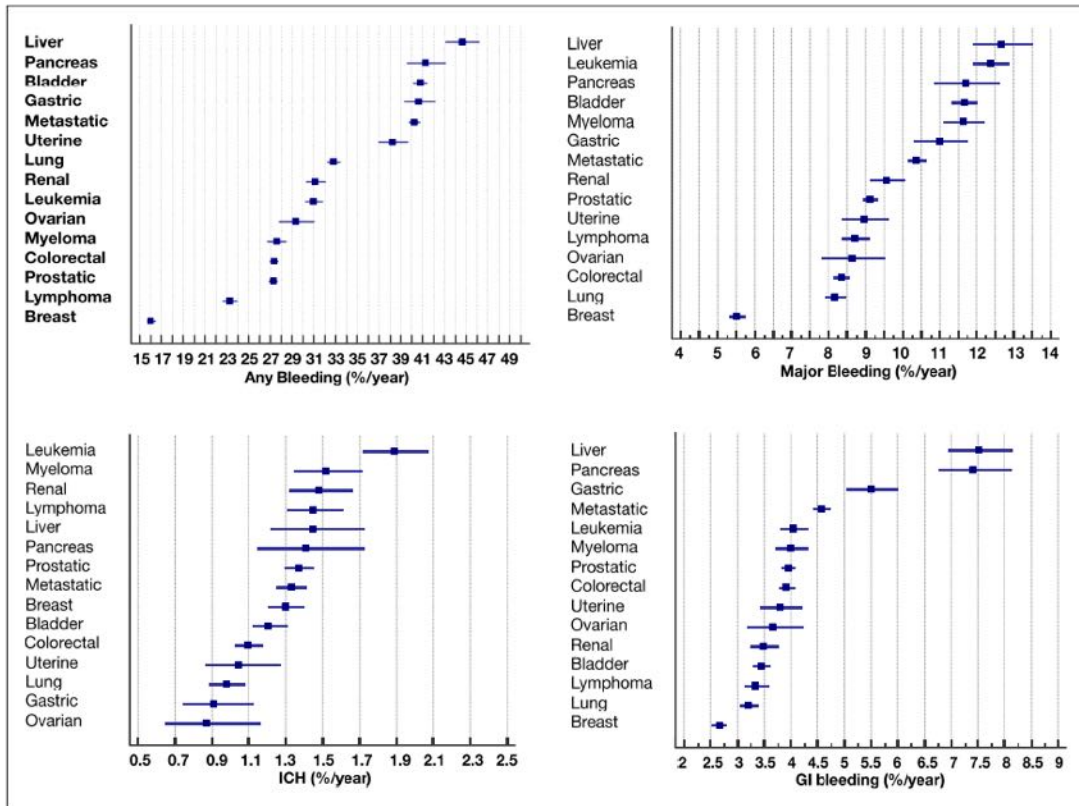 Liver
Pancreas
Bladder
Gastric
Metastatic
Uterine
Lung
Renal
Leukemia
Ovarian
Myeloma
Colorectal
Prostatic
Lymphoma
Breast
15 17 19 21 23 25 27 29 31 33 35 37 39 41 43 45 47 49
Any Bleeding (%/year)
Liver
Leukemia
Pancreas
Bladder
Myeloma
Gastric
Metastatic
Renal
Prostatic
Uterine
Lymphoma
Ovarian
Colorectal
Lung
Breast
4 5 6 7 8 9 10 11 12 13 14
Major Bleeding (%/year)
Leukemia
Myeloma
Renal
Lymphoma
Liver
Pancreas
Prostatic
Metastatic
Breast
Bladder
Colorectal
Uterine
Lung
Gastric
Ovarian
0.5 0.7 0.9 1.1 1.3 1.5 1.7 1.9 2.1 2.3 2.5
ICH (%/year)
Liver
Pancreas
Gastric
Metastatic
Leukemia
Myeloma
Prostatic
Colorectal
Uterine
Ovarian
Renal
Bladder
Lymphoma
Lung
Breast
2 2.5 3 3.5 4 4.5 5 5.5 6 6.5 7 7.5 8 8.5 9
GI bleeding (%/year)